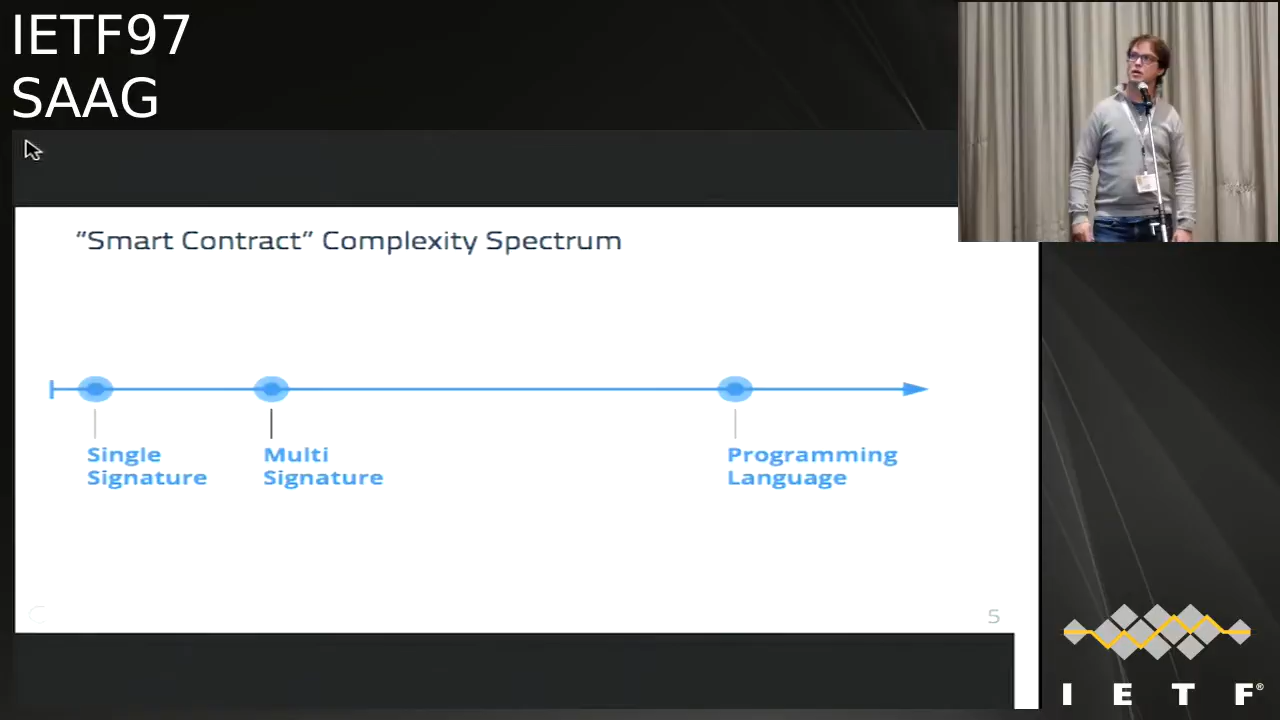 IETF97
SAAG
“Smart Contract” Complexity Spectrum
Single
Signature
Multi
Signature
Programming
Language
5
I E T F®